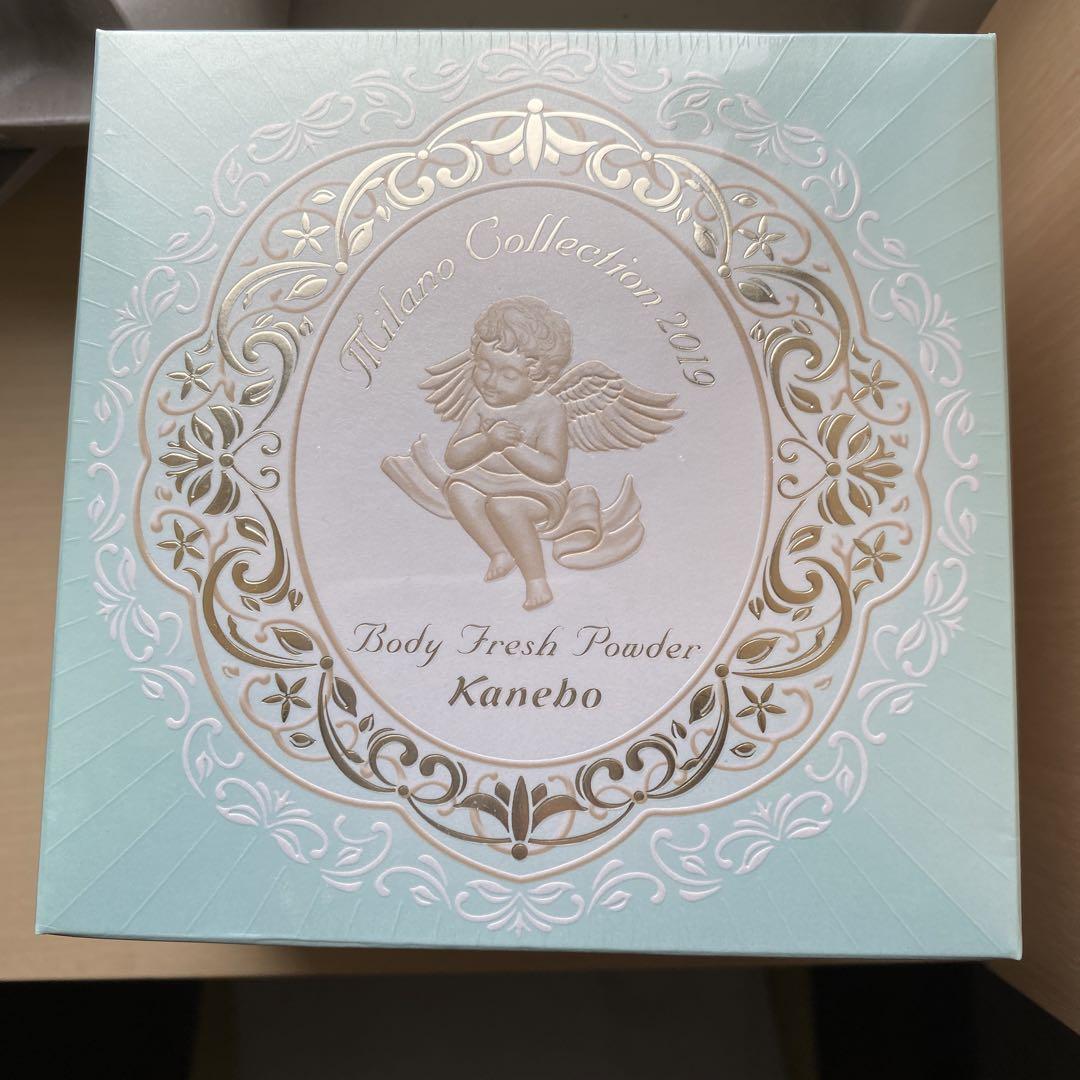 Milano Collection 2019
Body Fresh Powder
Kanebo